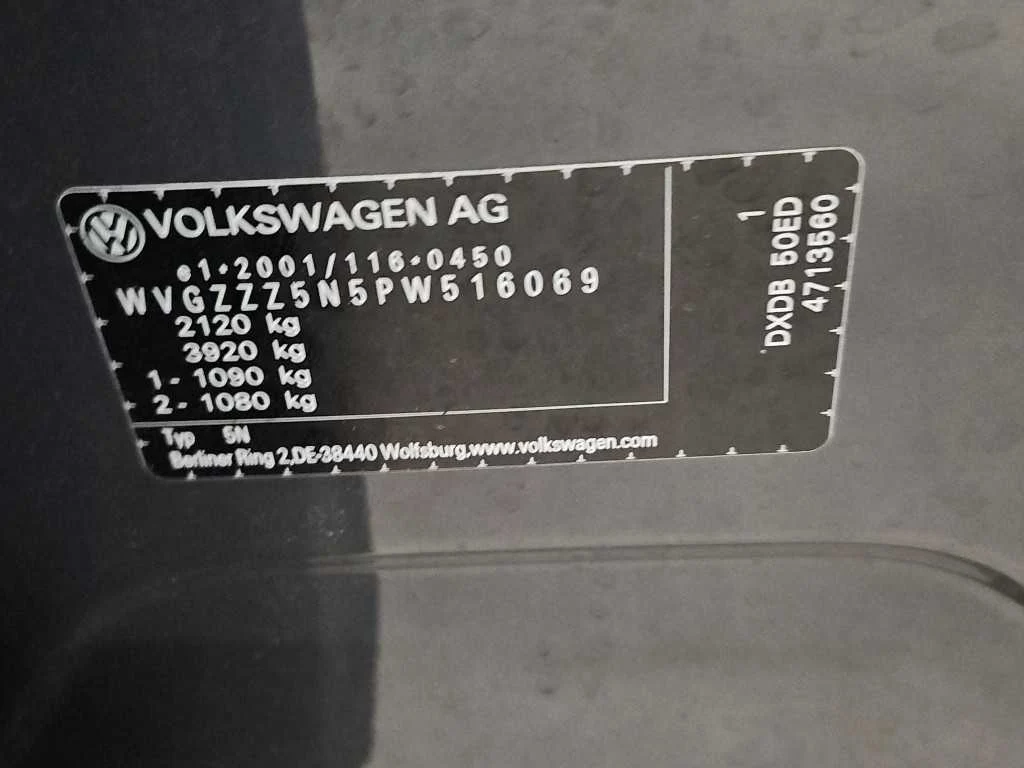 VOLKSWAGEN AG
e1*2001/116*0450
WVGZZZ5N5PW516069
2120 kg
3920 kg
1- 1090 kg
2- 1080 kg
Typ 5N
Berliner Ring 2,DE-38440 Wolfsburg,www.volkswagen.com
1
DXDB 50ED
4713560